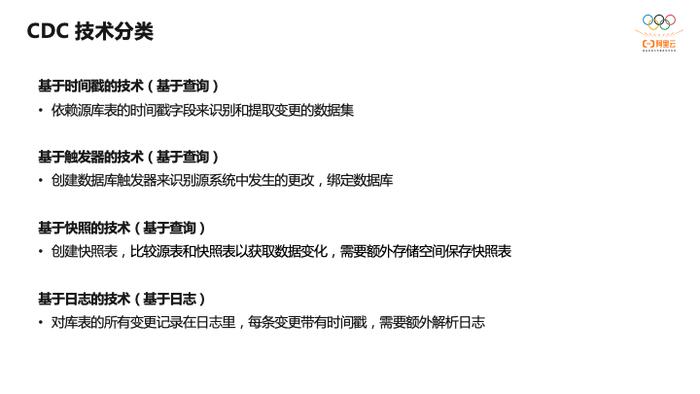 CDC 技术分类
阿里云
基于时间戳的技术（基于查询）
• 依赖源库表的时间戳字段来识别和提取变更的数据集
基于触发器的技术（基于查询）
• 创建数据库触发器来识别源系统中发生的更改，绑定数据库
基于快照的技术（基于查询）
• 创建快照表，比较源表和快照表以获取数据变化，需要额外存储空间保存快照表
基于日志的技术（基于日志）
• 对库表的所有变更记录在日志里，每条变更带有时间戳，需要额外解析日志